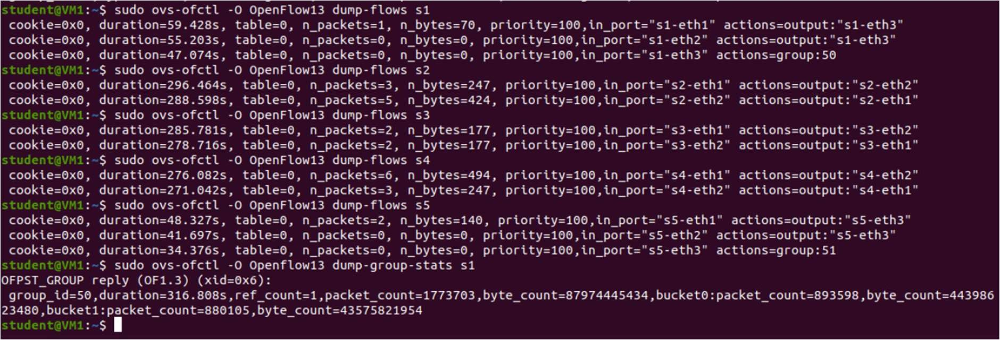 student@VM1:~$ sudo ovs-ofctl -O OpenFlow13 dump-flows s1
 cookie=0x0, duration=59.428s, table=0, n_packets=1, n_bytes=70, priority=100,in_port="s1-eth1" actions=output:"s1-eth3"
 cookie=0x0, duration=55.203s, table=0, n_packets=0, n_bytes=0, priority=100,in_port="s1-eth2" actions=output:"s1-eth3"
 cookie=0x0, duration=47.074s, table=0, n_packets=0, n_bytes=0, priority=100,in_port="s1-eth3" actions=group:50
student@VM1:~$ sudo ovs-ofctl -O OpenFlow13 dump-flows s2
 cookie=0x0, duration=296.464s, table=0, n_packets=3, n_bytes=247, priority=100,in_port="s2-eth1" actions=output:"s2-eth2"
 cookie=0x0, duration=288.598s, table=0, n_packets=5, n_bytes=424, priority=100,in_port="s2-eth2" actions=output:"s2-eth1"
student@VM1:~$ sudo ovs-ofctl -O OpenFlow13 dump-flows s3
 cookie=0x0, duration=285.781s, table=0, n_packets=2, n_bytes=177, priority=100,in_port="s3-eth1" actions=output:"s3-eth2"
 cookie=0x0, duration=278.716s, table=0, n_packets=2, n_bytes=177, priority=100,in_port="s3-eth2" actions=output:"s3-eth1"
student@VM1:~$ sudo ovs-ofctl -O OpenFlow13 dump-flows s4
 cookie=0x0, duration=276.082s, table=0, n_packets=6, n_bytes=494, priority=100,in_port="s4-eth1" actions=output:"s4-eth2"
 cookie=0x0, duration=271.042s, table=0, n_packets=3, n_bytes=247, priority=100,in_port="s4-eth2" actions=output:"s4-eth1"
student@VM1:~$ sudo ovs-ofctl -O OpenFlow13 dump-flows s5
 cookie=0x0, duration=48.327s, table=0, n_packets=2, n_bytes=140, priority=100,in_port="s5-eth1" actions=output:"s5-eth3"
 cookie=0x0, duration=41.697s, table=0, n_packets=0, n_bytes=0, priority=100,in_port="s5-eth2" actions=output:"s5-eth3"
 cookie=0x0, duration=34.376s, table=0, n_packets=0, n_bytes=0, priority=100,in_port="s5-eth3" actions=group:51
student@VM1:~$ sudo ovs-ofctl -O Openflow13 dump-group-stats s1
OFPST_GROUP reply (OF1.3) (xid=0x6):
 group_id=50,duration=316.808s,ref_count=1,packet_count=1773703,byte_count=87974445434,bucket0:packet_count=893598,byte_count=443986
23480,bucket1:packet_count=880105,byte_count=43575821954
student@VM1:~$